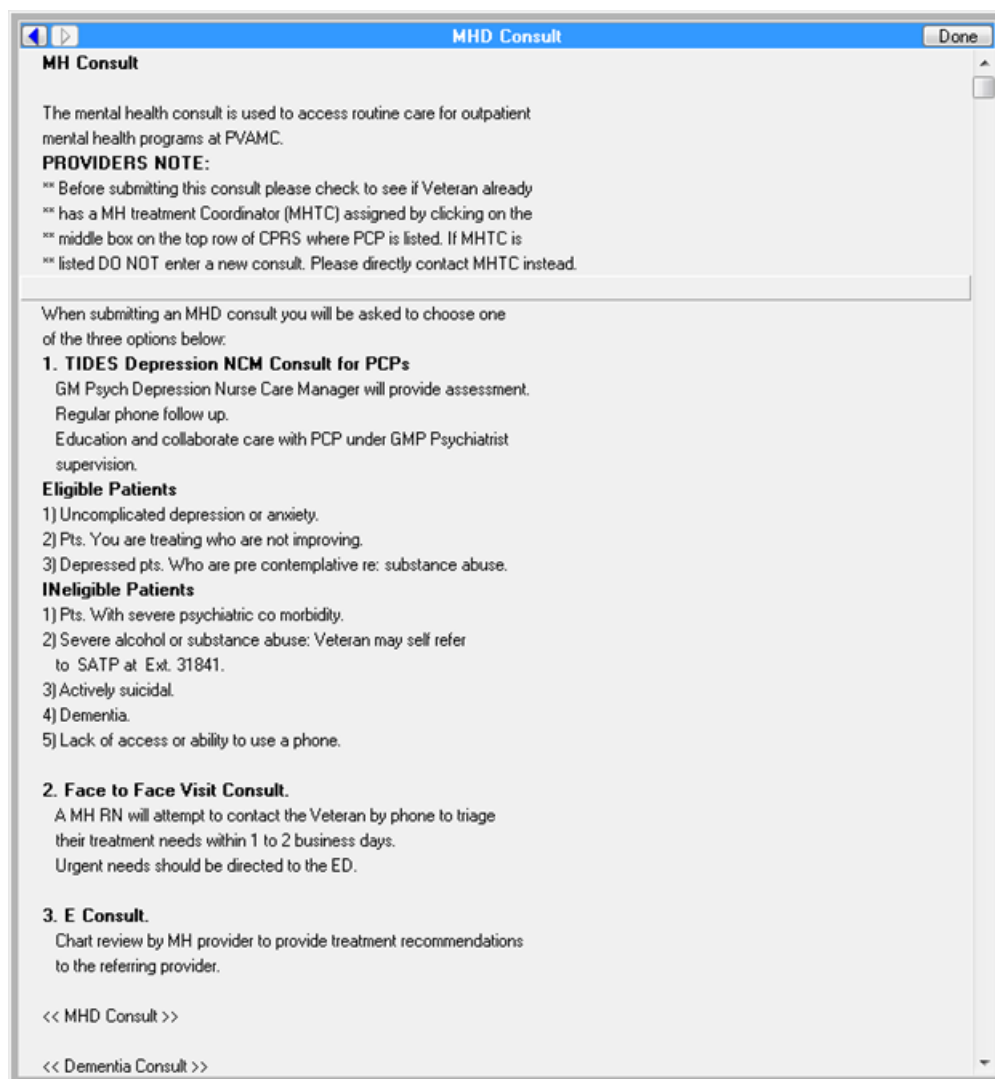 MHD Consult
Done
MH Consult
The mental health consult is used to access routine care for outpatient
mental health programs at PVAMC.
PROVIDERS NOTE:
** Before submitting this consult please check to see if Veteran already
** has a MH treatment Coordinator (MHTC) assigned by clicking on the
** middle box on the top row of CPRS where PCP is listed. If MHTC is
** listed DO NOT enter a new consult. Please directly contact MHTC instead.
When submitting an MHD consult you will be asked to choose one
of the three options below:
1. TIDES Depression NCM Consult for PCPs
GM Psych Depression Nurse Care Manager will provide assessment.
Regular phone follow up.
Education and collaborate care with PCP under GMP Psychiatrist
supervision.
Eligible Patients
1) Uncomplicated depression or anxiety.
2) Pts. You are treating who are not improving.
3) Depressed pts. Who are pre contemplative re: substance abuse.
INeligible Patients
1) Pts. With severe psychiatric co morbidity.
2) Severe alcohol or substance abuse: Veteran may self refer
to SATP at Ext. 31841.
3) Actively suicidal.
4) Dementia.
5) Lack of access or ability to use a phone.
2. Face to Face Visit Consult.
A MH RN will attempt to contact the Veteran by phone to triage
their treatment needs within 1 to 2 business days.
Urgent needs should be directed to the ED.
3. E Consult.
Chart review by MH provider to provide treatment recommendations
to the referring provider.
<< MHD Consult >>
<< Dementia Consult >>